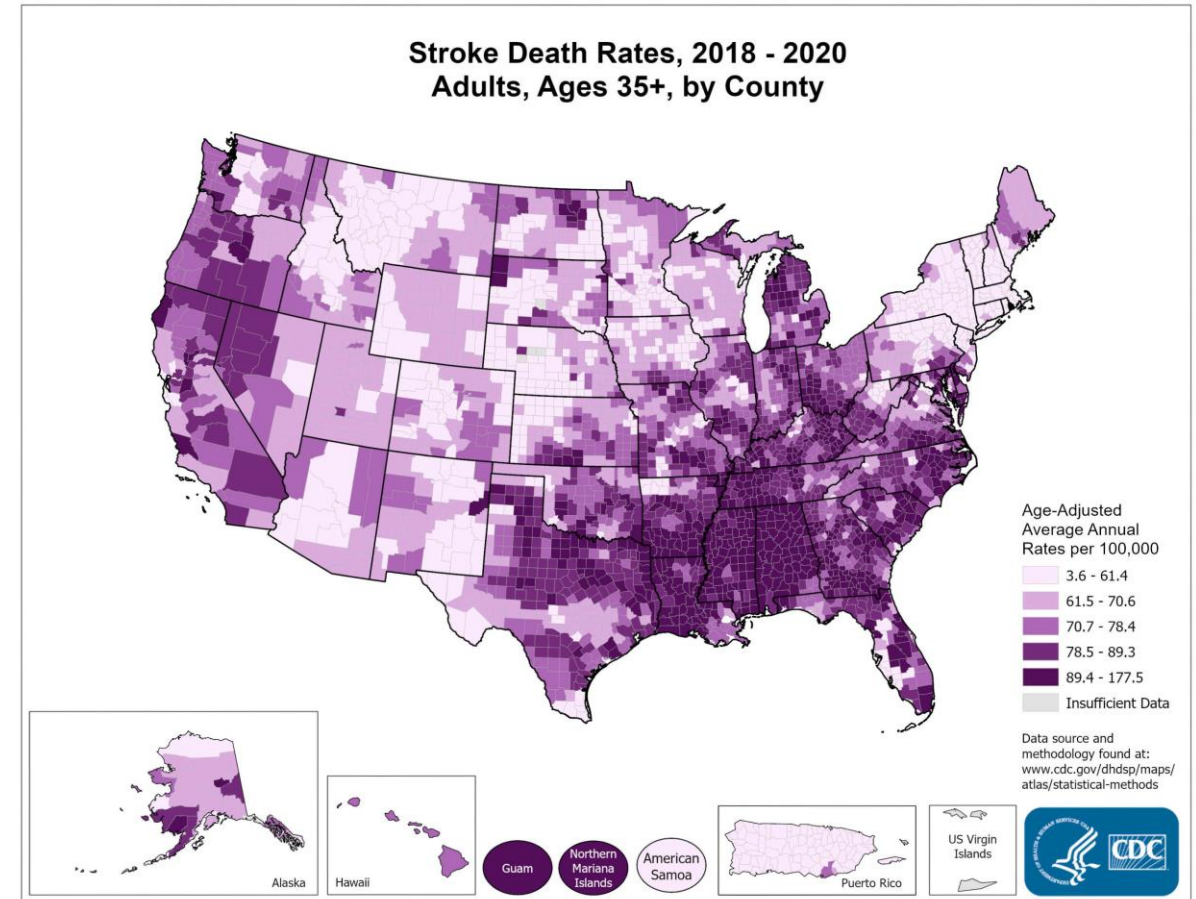 Stroke Death Rates, 2018 - 2020
Adults, Ages 35+, by County
Age-Adjusted
Average Annual
Rates per 100,000
3.6 - 61.4
61.5 - 70.6
70.7 - 78.4
78.5 - 89.3
89.4 - 177.5
Insufficient Data
Data source and
methodology found at:
www.cdc.gov/dhdsp/maps/
atlas/statistical-methods
Alaska
Hawaii
Guam
Northern
Mariana
Islands
American
Samoa
Puerto Rico
US Virgin
Islands
CDC